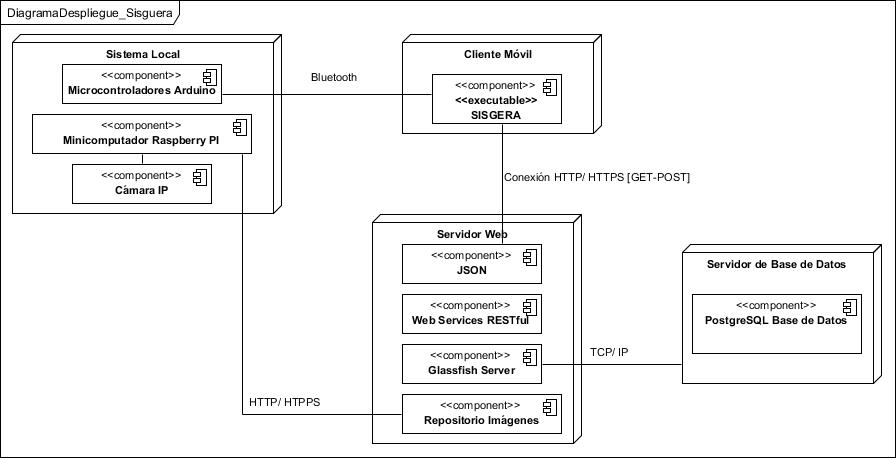 DiagramaDespliegue_Sisguera
Sistema Local
<<component>>
Microcontroladores Arduino
<<component>>
Minicomputador Raspberry PI
<<component>>
Cámara IP
Bluetooth
Cliente Móvil
<<component>>
<<executable>>
SISGERA
Conexión HTTP/ HTTPS [GET-POST]
Servidor Web
<<component>>
JSON
<<component>>
Web Services RESTful
<<component>>
Glassfish Server
<<component>>
Repositorio Imágenes
HTTP/ HTPPS
TCP/ IP
Servidor de Base de Datos
<<component>>
PostgreSQL Base de Datos